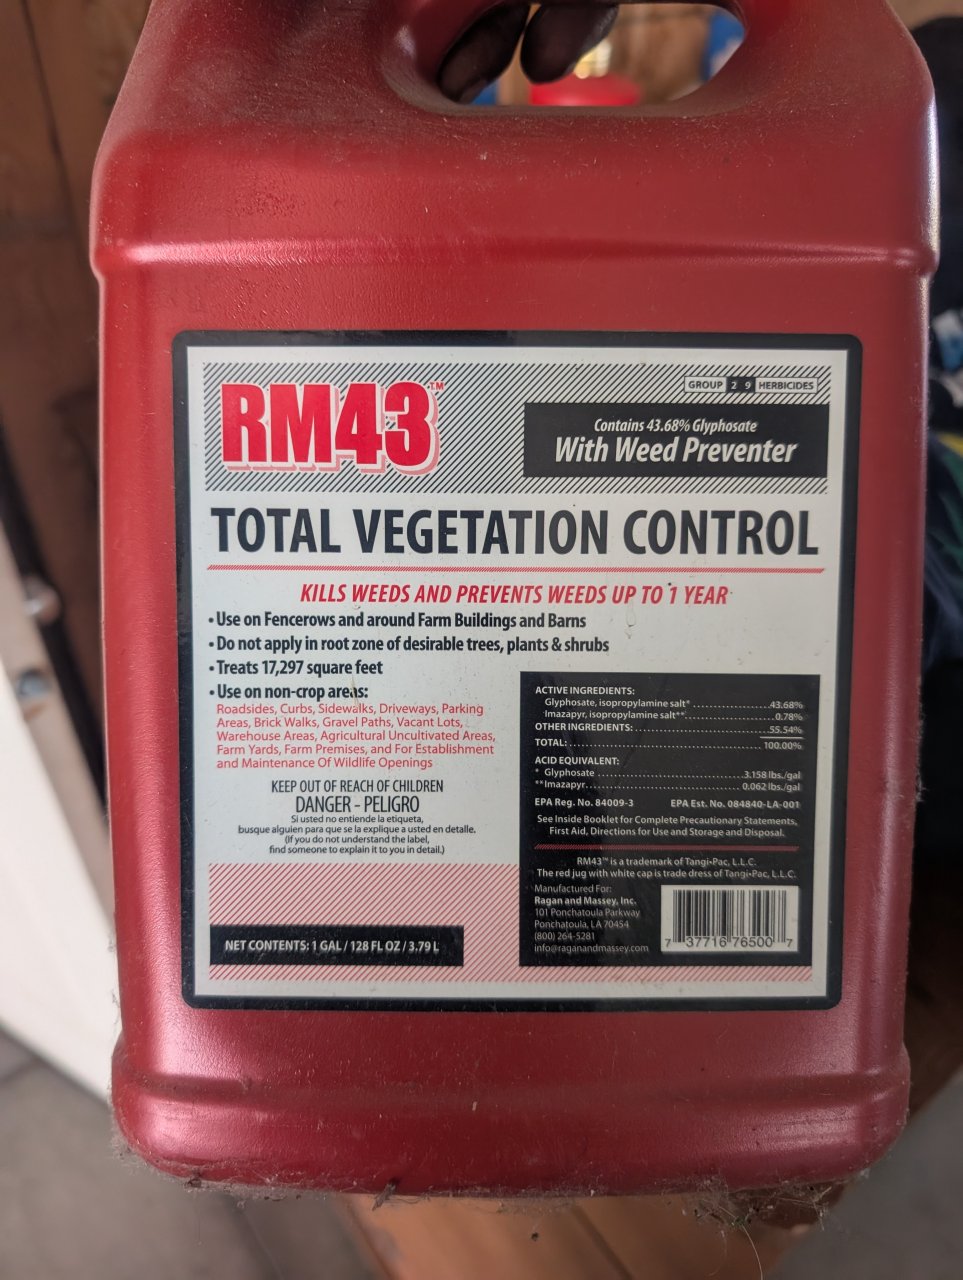 RM43™
GROUP 2 9 HERBICIDES
Contains 43.68% Glyphosate
With Weed Preventer
TOTAL VEGETATION CONTROL
KILLS WEEDS AND PREVENTS WEEDS UP TO 1 YEAR
• Use on Fencerows and around Farm Buildings and Barns
• Do not apply in root zone of desirable trees, plants & shrubs
• Treats 17,297 square feet
• Use on non-crop areas:
Roadsides, Curbs, Sidewalks, Driveways, Parking
Areas, Brick Walks, Gravel Paths, Vacant Lots,
Warehouse Areas, Agricultural Uncultivated Areas,
Farm Yards, Farm Premises, and For Establishment
and Maintenance Of Wildlife Openings
KEEP OUT OF REACH OF CHILDREN
DANGER - PELIGRO
Si usted no entiende la etiqueta,
busque alguien para que se la explique a usted en detalle.
(If you do not understand the label,
find someone to explain it to you in detail.)
NET CONTENTS: 1 GAL / 128 FL OZ / 3.79 L
ACTIVE INGREDIENTS:
Glyphosate, isopropylamine salt* 43.68%
Imazapyr, isopropylamine salt** 0.78%
OTHER INGREDIENTS: 55.54%
TOTAL: 100.00%
ACID EQUIVALENT:
* Glyphosate 3.158 lbs./gal
** Imazapyr 0.062 lbs./gal
EPA Reg. No. 84009-3 EPA Est. No. 084840-LA-001
See Inside Booklet for Complete Precautionary Statements,
First Aid, Directions for Use and Storage and Disposal.
RM43™ is a trademark of Tangi•Pac, L.L.C.
The red jug with white cap is trade dress of Tangi•Pac, L.L.C.
Manufactured For:
Ragan and Massey, Inc.
101 Ponchatoula Parkway
Ponchatoula, LA 70454
(800) 264-5281
info@raganandmassey.com
7 37716 76500 7